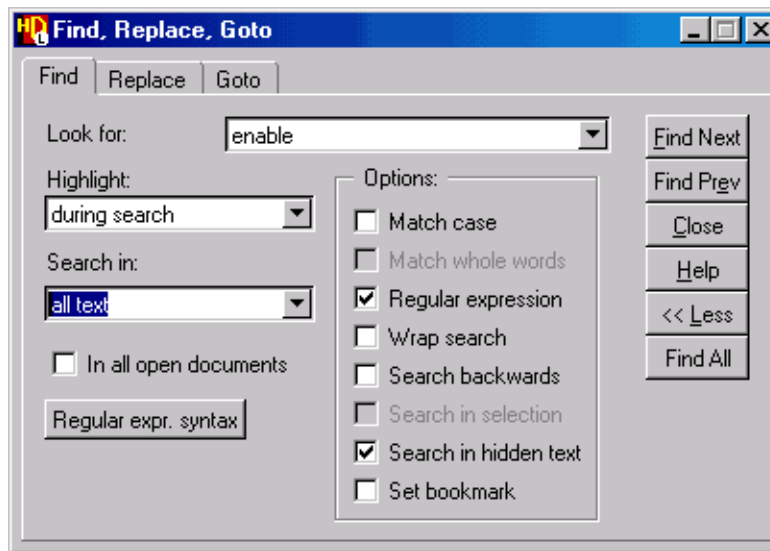 HDL Find, Replace, Goto
Find Replace Goto
Look for: enable
Highlight:
during search
Search in:
all text
In all open documents
Regular expr. syntax
Options:
Match case
Match whole words
Regular expression
Wrap search
Search backwards
Search in selection
Search in hidden text
Set bookmark
Find Next
Find Prev
Close
Help
<< Less
Find All